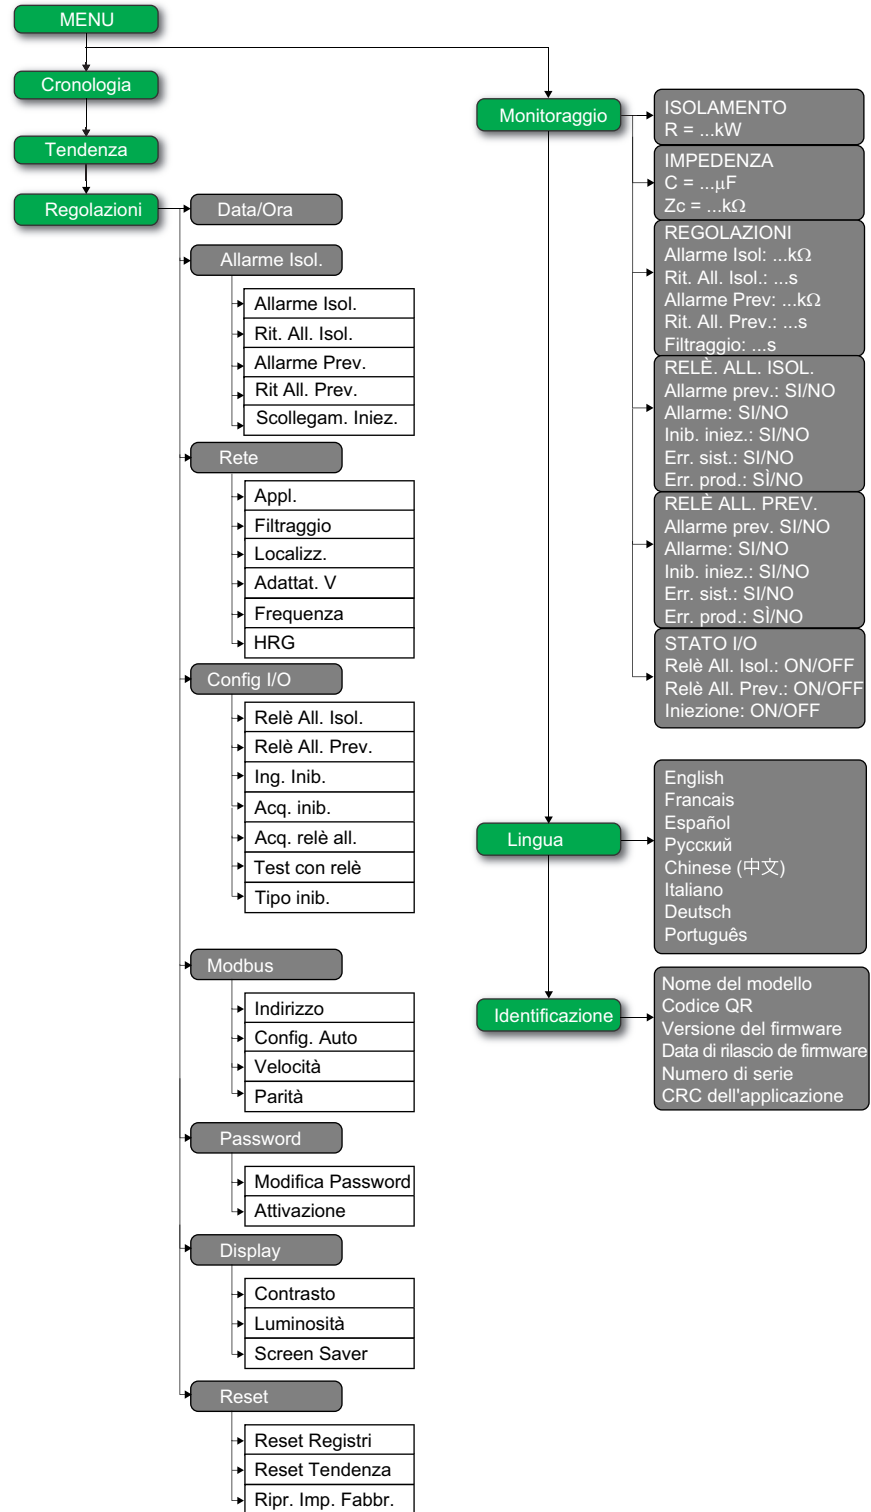 MENU
Cronologia
Tendenza
Regolazioni
Data/Ora
Allarme Isol.
Allarme Isol.
Rit. All. Isol.
Allarme Prev.
Rit All. Prev.
Scollegam. Iniez.
Rete
Appl.
Filtraggio
Localizz.
Adattat. V
Frequenza
HRG
Config I/O
Relè All. Isol.
Relè All. Prev.
Ing. Inib.
Acq. inib.
Acq. relè all.
Test con relè
Tipo inib.
Modbus
Indirizzo
Config. Auto
Velocità
Parità
Password
Modifica Password
Attivazione
Display
Contrasto
Luminosità
Screen Saver
Reset
Reset Registri
Reset Tendenza
Ripr. Imp. Fabbr.
Monitoraggio
ISOLAMENTO
R = ...kW
IMPEDENZA
C = ...μF
Zc = ...kΩ
REGOLAZIONI
Allarme Isol: ...kΩ
Rit. All. Isol.: ...s
Allarme Prev: ...kΩ
Rit. All. Prev.: ...s
Filtraggio: ...s
RELÈ. ALL. ISOL.
Allarme prev.: SI/NO
Allarme: SI/NO
Inib. iniez.: SI/NO
Err. sist.: SI/NO
Err. prod.: SÌ/NO
RELÈ ALL. PREV.
Allarme prev. SI/NO
Allarme: SI/NO
Inib. iniez.: SI/NO
Err. sist.: SI/NO
Err. prod.: SÌ/NO
STATO I/O
Relè All. Isol.: ON/OFF
Relè All. Prev.: ON/OFF
Iniezione: ON/OFF
Lingua
English
Francais
Español
Русский
Chinese (中文)
Italiano
Deutsch
Português
Identificazione
Nome del modello
Codice QR
Versione del firmware
Data di rilascio de firmware
Numero di serie
CRC dell'applicazione